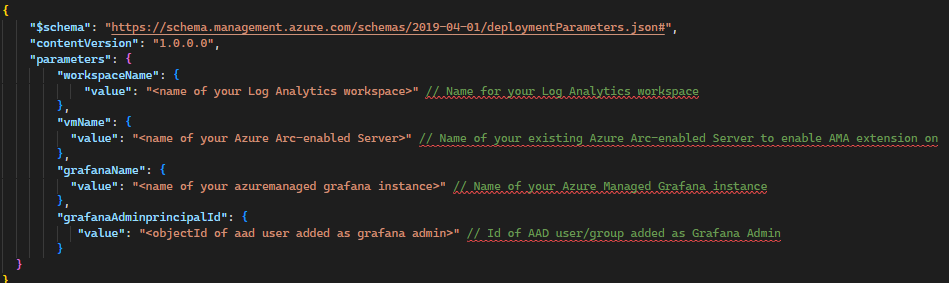 {
"$schema": "https://schema.management.azure.com/schemas/2019-04-01/deploymentParameters.json#",
"contentVersion": "1.0.0.0",
"parameters": {
"workspaceName": {
"value": "<name of your Log Analytics workspace>" // Name for your Log Analytics workspace
},
"vmName": {
"value": "<name of your Azure Arc-enabled Server>" // Name of your existing Azure Arc-enabled Server to enable AMA extension on
},
"grafanaName": {
"value": "<name of your azuremanaged grafana instance>" // Name of your Azure Managed Grafana instance
},
"grafanaAdminprincipalId": {
"value": "<objectId of aad user added as grafana admin>" // Id of AAD user/group added as Grafana Admin
}
}
}